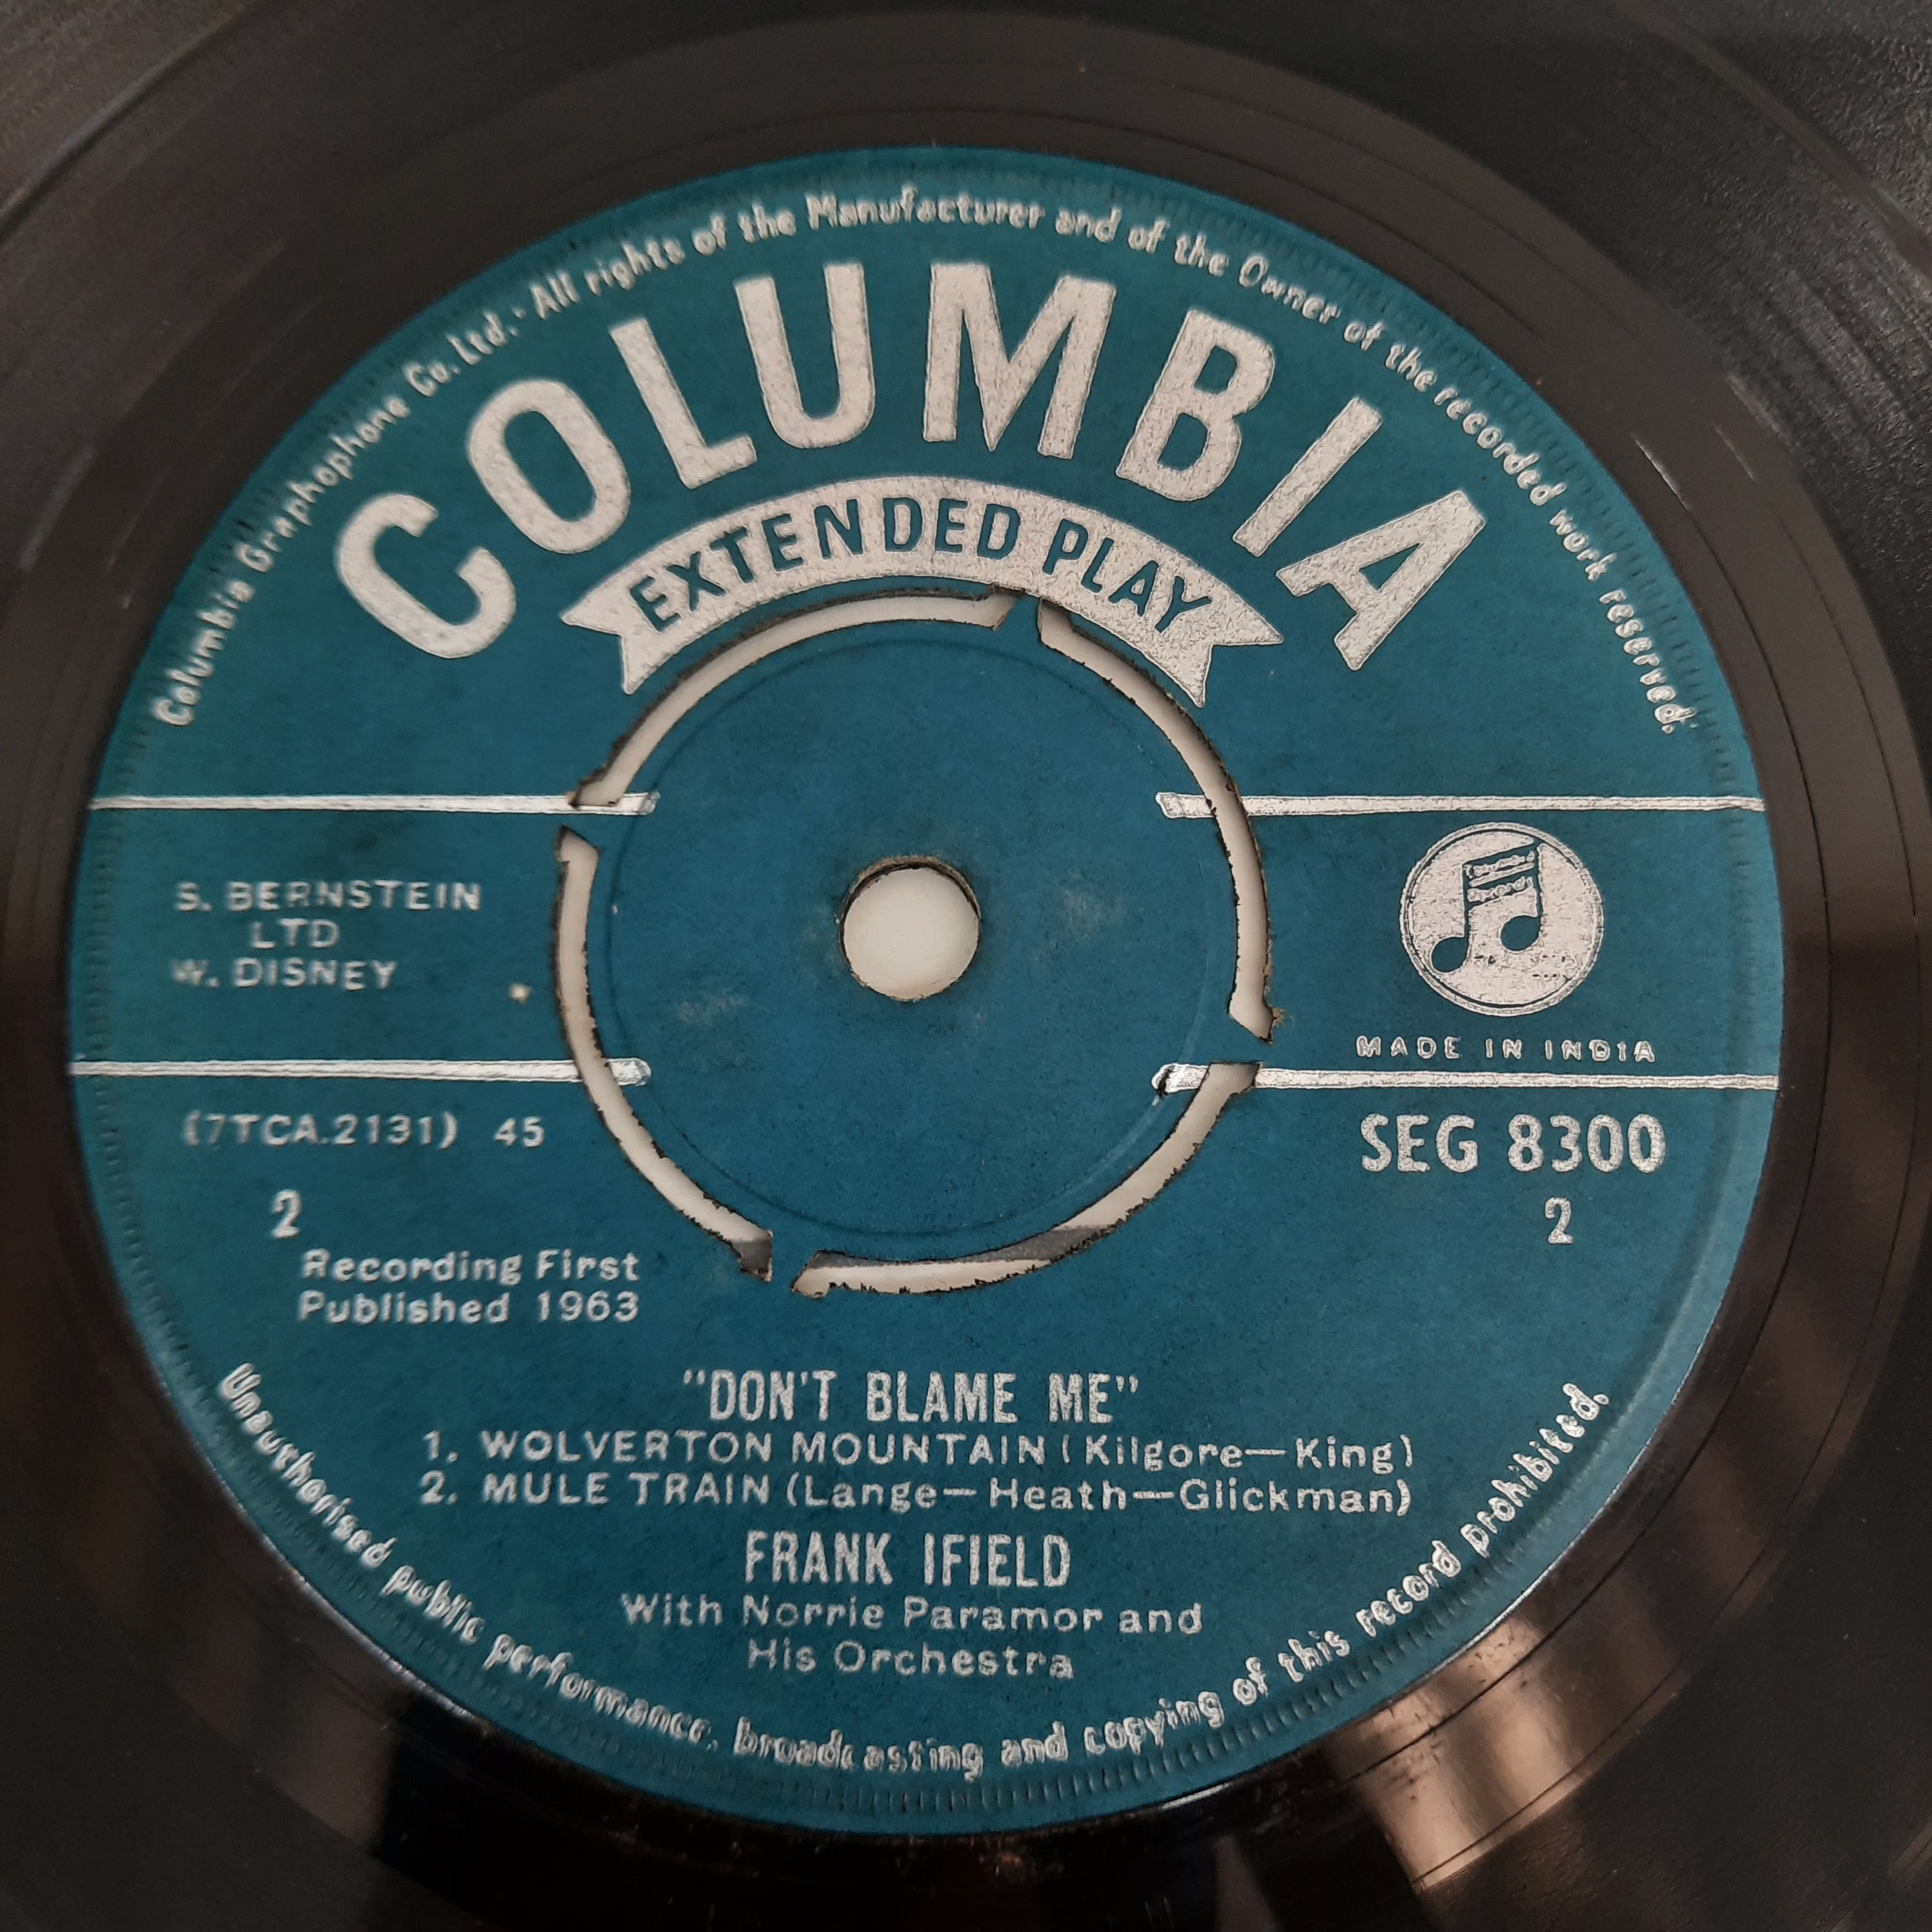 Columbia Graphophone Co. Ltd. · All rights of the Manufacturer and of the Owner of the recorded work reserved.
COLUMBIA
EXTENDED PLAY
S. BERNSTEIN
LTD
W. DISNEY
MADE IN INDIA
(7TCA.2131) 45
SEG 8300
2
2
Recording First
Published 1963
"DON'T BLAME ME"
1. WOLVERTON MOUNTAIN (Kilgore—King)
2. MULE TRAIN (Lange—Heath—Glickman)
FRANK IFIELD
With Norrie Paramor and
His Orchestra
Unauthorised public performance, broadcasting and copying of this record prohibited.